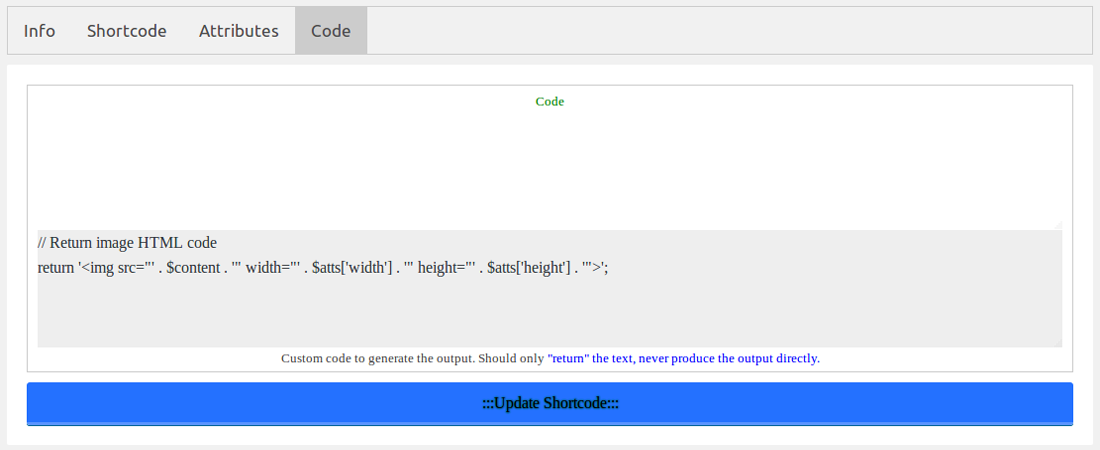 Info Shortcode Attributes Code
Code
// Return image HTML code
return '<img src="' . $content . '" width="' . $atts['width'] . '" height="' . $atts['height'] . '">';
Custom code to generate the output. Should only "return" the text, never produce the output directly.
:::Update Shortcode:::